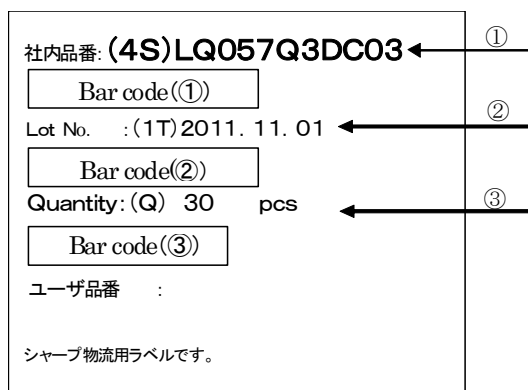 社内品番: (4S)LQ057Q3DC03 ①
Bar code(①)
Lot No. :(1T)2011. 11. 01 ②
Bar code(②)
Quantity:(Q) 30 pcs ③
Bar code(③)
ユーザ品番 :
シャープ物流用ラベルです。